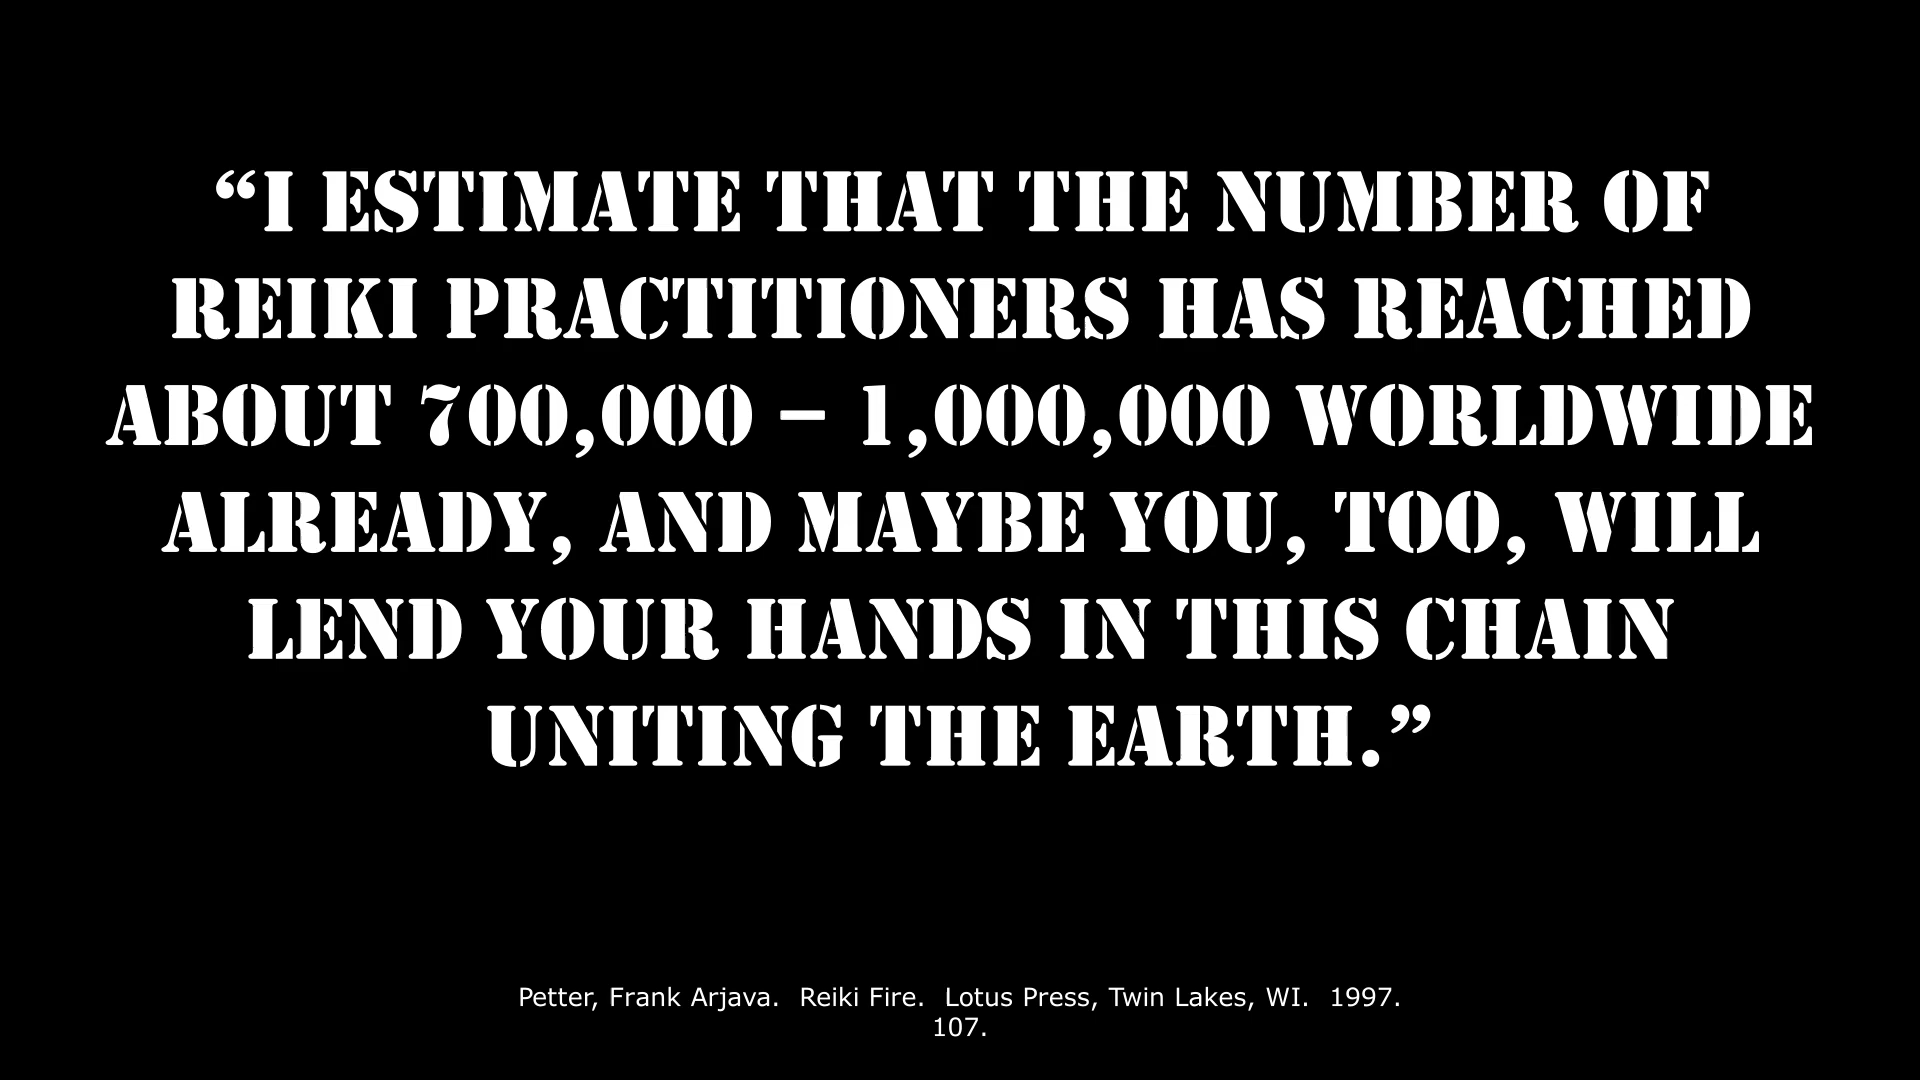 “I ESTIMATE THAT THE NUMBER OF
REIKI PRACTITIONERS HAS REACHED
ABOUT 700,000 – 1,000,000 WORLDWIDE
ALREADY, AND MAYBE YOU, TOO, WILL
LEND YOUR HANDS IN THIS CHAIN
UNITING THE EARTH.”
Petter, Frank Arjava.  Reiki Fire.  Lotus Press, Twin Lakes, WI.  1997.
107.